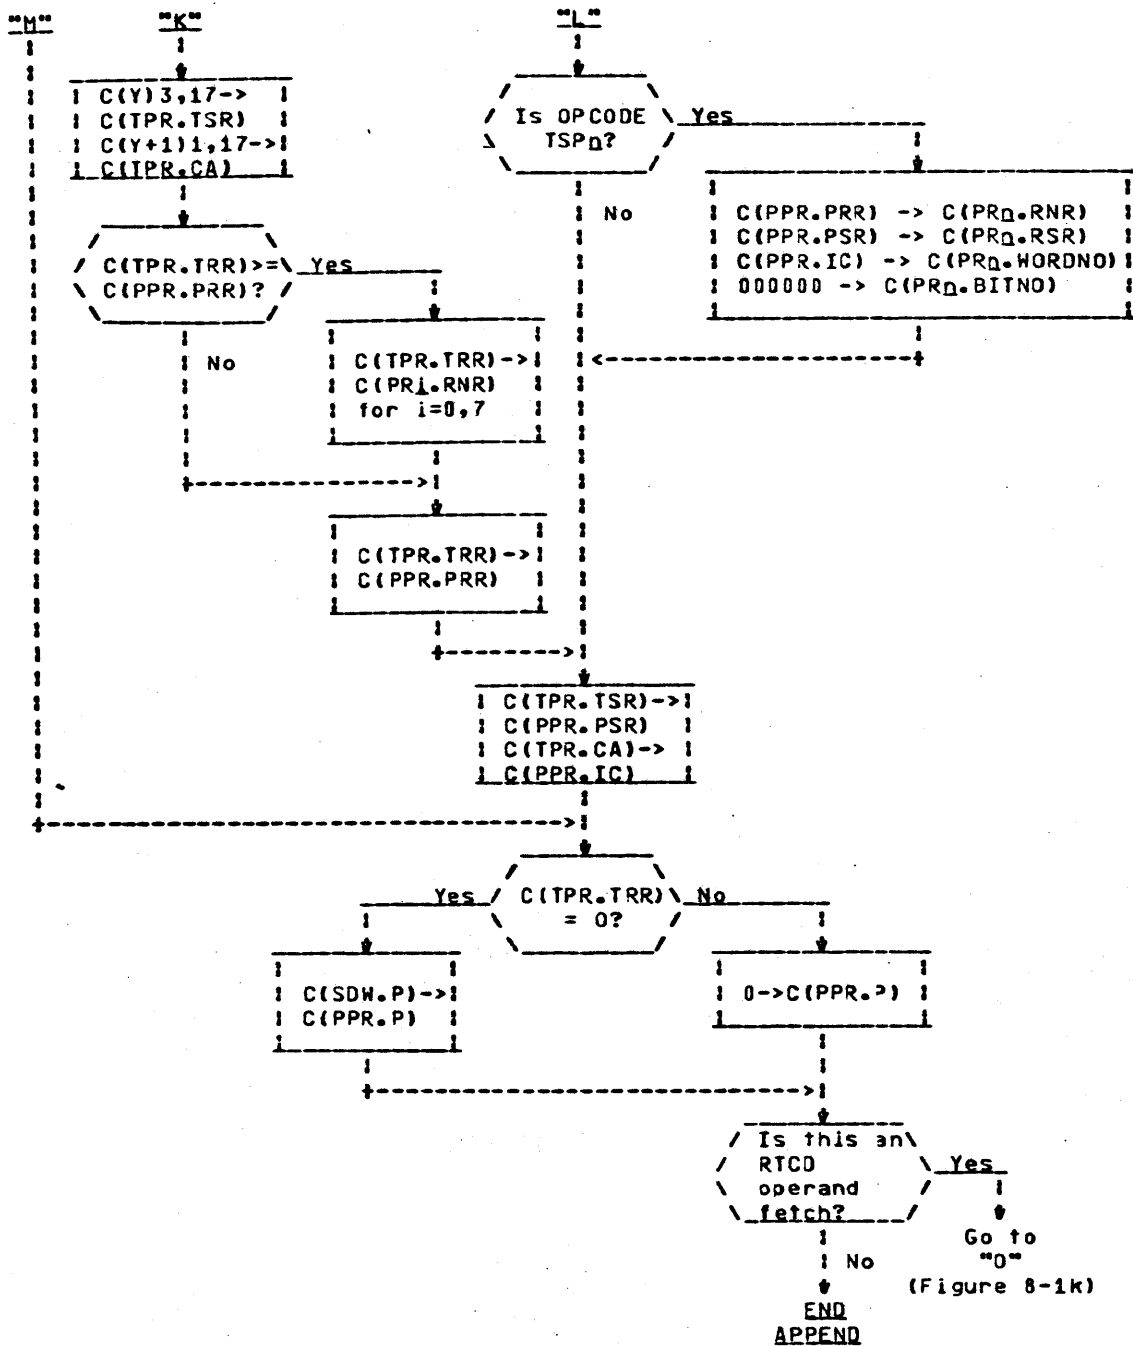 "M" "K" "L"
C(Y)3,17->
C(TPR.TSR)
C(Y+1)1,17->
C(TPR.CA)
Is OPCODE
TSPn?
Yes
No
C(PPR.PRR) -> C(PRn.RNR)
C(PPR.PSR) -> C(PRn.RSR)
C(PPR.IC) -> C(PRn.WORDNO)
000000 -> C(PRn.BITNO)
C(TPR.TRR)>=
C(PPR.PRR)?
Yes
No
C(TPR.TRR)->
C(PRi.RNR)
for i=0,7
C(TPR.TRR)->
C(PPR.PRR)
C(TPR.TSR)->
C(PPR.PSR)
C(TPR.CA)->
C(PPR.IC)
C(TPR.TRR)
= 0?
Yes
No
C(SDW.P)->
C(PPR.P)
0->C(PPR.P)
Is this an
RTCD
operand
fetch?
Yes
Go to
"O"
(Figure 8-1k)
No
END
APPEND